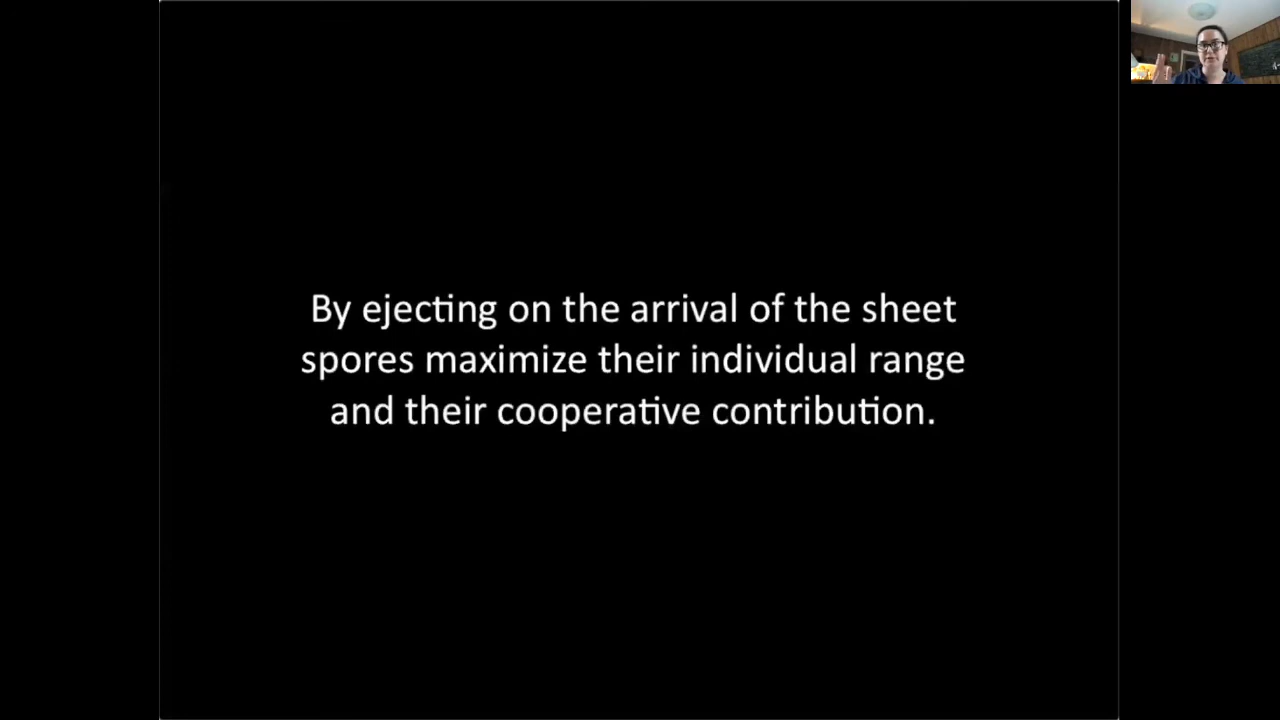 By ejecting on the arrival of the sheet
spores maximize their individual range
and their cooperative contribution.